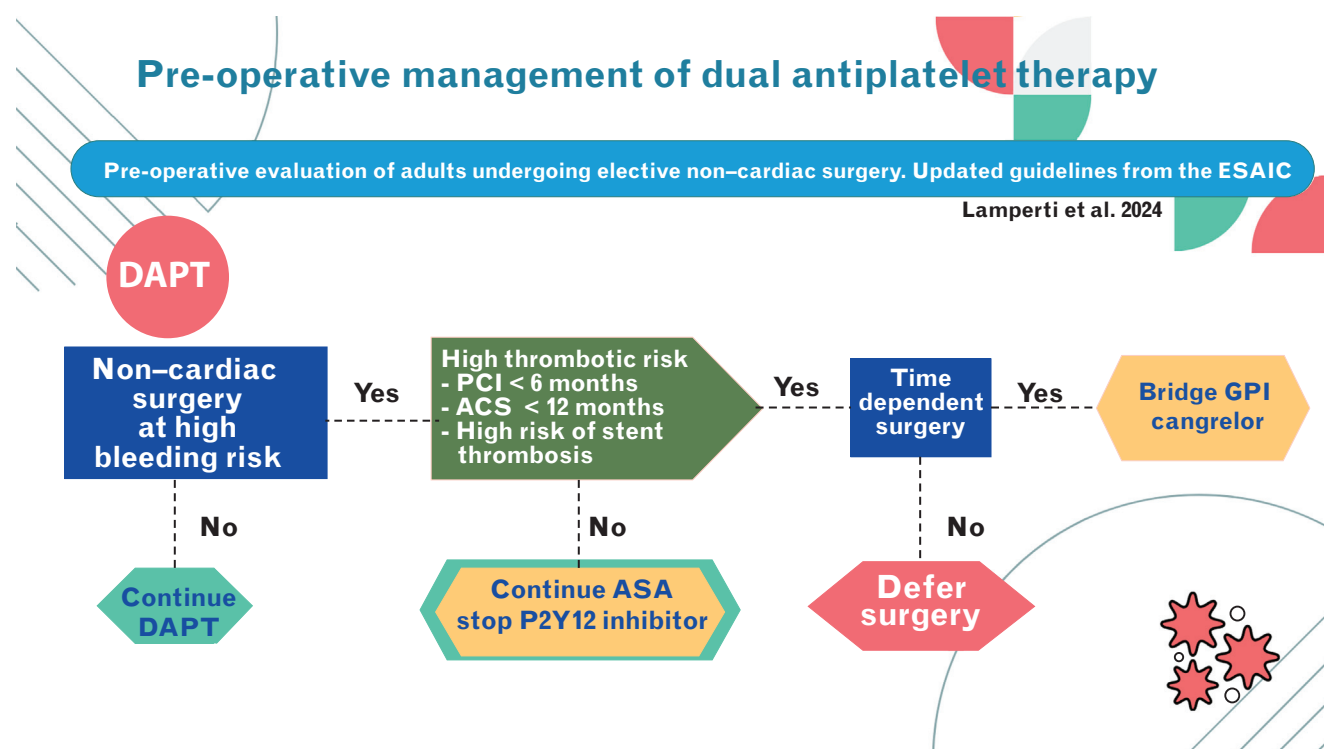 Pre-operative management of dual antiplatelet therapy
Pre-operative evaluation of adults undergoing elective non–cardiac surgery. Updated guidelines from the ESAIC
Lamperti et al. 2024
DAPT
Non–cardiac
surgery
at high
bleeding risk
Yes
High thrombotic risk
- PCI < 6 months
- ACS < 12 months
- High risk of stent
thrombosis
Yes
Time
dependent
surgery
Yes
Bridge GPI
cangrelor
No
No
No
Continue
DAPT
Continue ASA
stop P2Y12 inhibitor
Defer
surgery